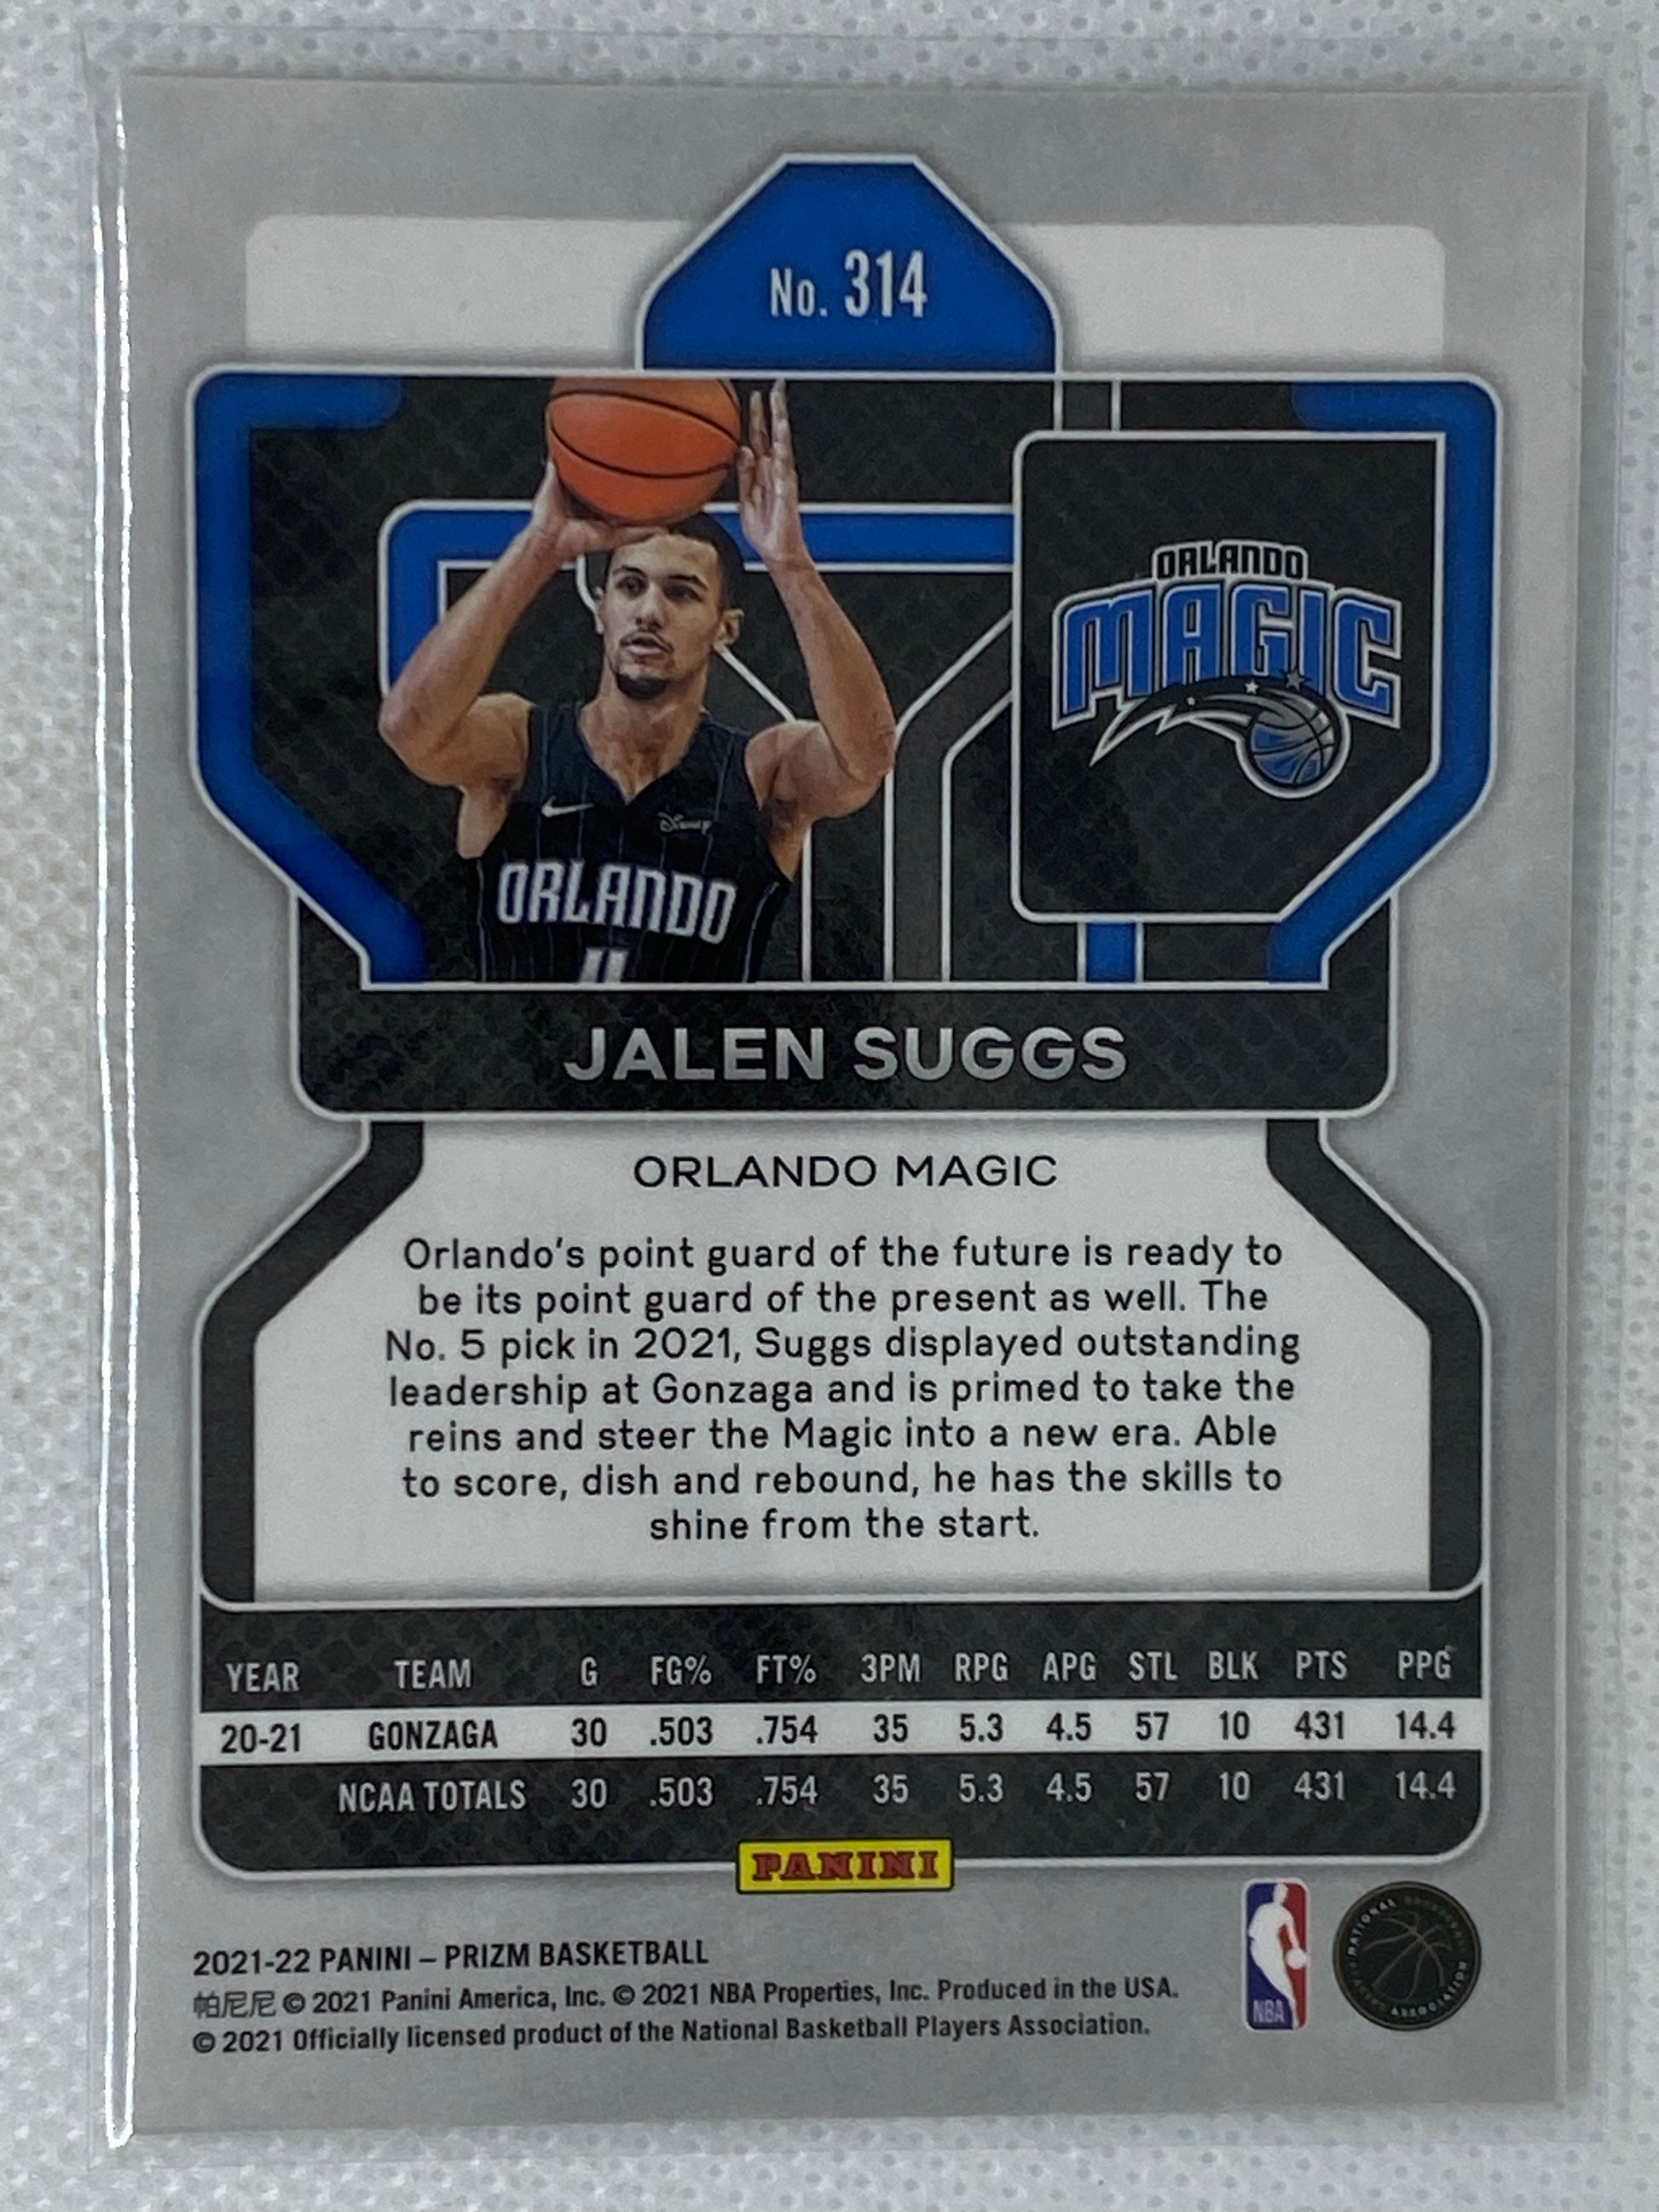 No. 314
ORLANDO
MAGIC
Disney
ORLANDO
JALEN SUGGS
ORLANDO MAGIC
Orlando's point guard of the future is ready to
be its point guard of the present as well. The
No. 5 pick in 2021, Suggs displayed outstanding
leadership at Gonzaga and is primed to take the
reins and steer the Magic into a new era. Able
to score, dish and rebound, he has the skills to
shine from the start.
YEAR TEAM G FG% FT% 3PM RPG APG STL BLK PTS PPG
20-21 GONZAGA 30 .503 .754 35 5.3 4.5 57 10 431 14.4
NCAA TOTALS 30 .503 .754 35 5.3 4.5 57 10 431 14.4
PANINI
2021-22 PANINI – PRIZM BASKETBALL
帕尼尼 © 2021 Panini America, Inc. © 2021 NBA Properties, Inc. Produced in the USA.
© 2021 Officially licensed product of the National Basketball Players Association.
NBA
NATIONAL
ASSOCIATION